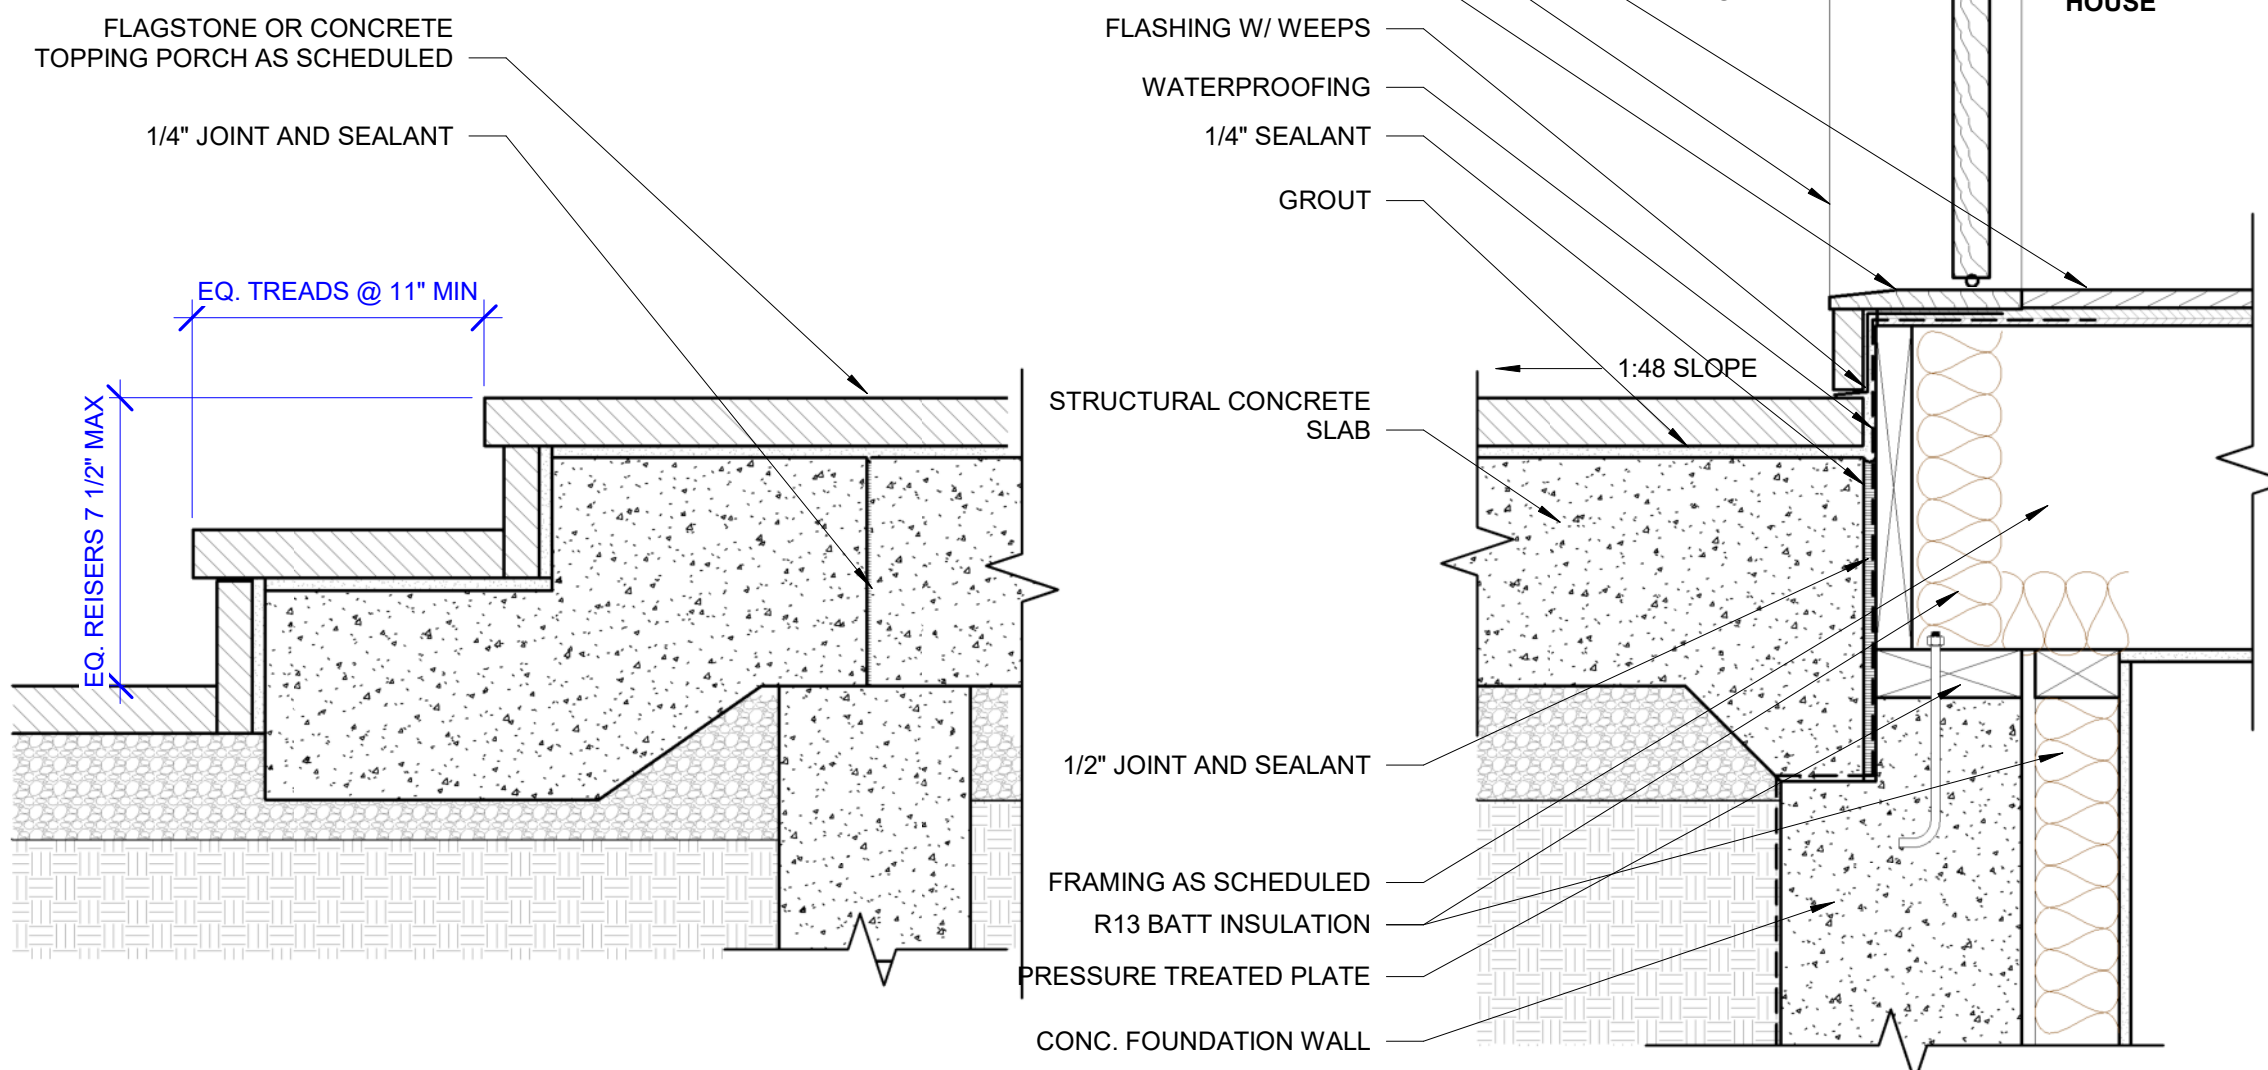 HOUSE
FLAGSTONE OR CONCRETE
TOPPING PORCH AS SCHEDULED
1/4" JOINT AND SEALANT
EQ. TREADS @ 11" MIN
EQ. REISERS 7 1/2" MAX
FLASHING W/ WEEPS
WATERPROOFING
1/4" SEALANT
GROUT
1:48 SLOPE
STRUCTURAL CONCRETE
SLAB
1/2" JOINT AND SEALANT
FRAMING AS SCHEDULED
R13 BATT INSULATION
PRESSURE TREATED PLATE
CONC. FOUNDATION WALL